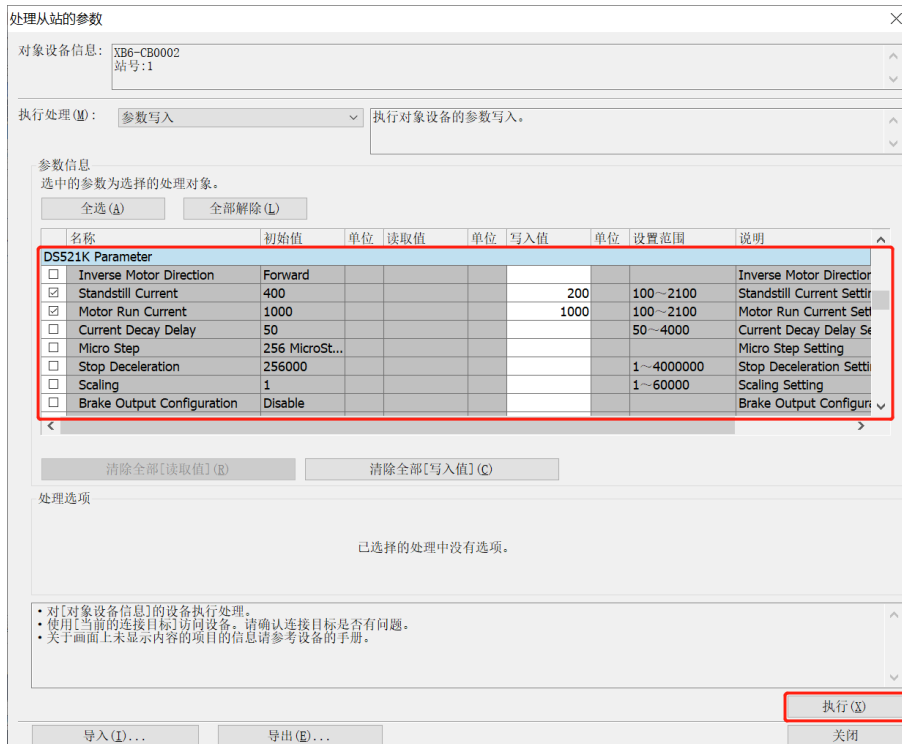 处理从站的参数
对象设备信息: XB6-CB0002
站号:1
执行处理(M): 参数写入 执行对象设备的参数写入。
参数信息
选中的参数为选择的处理对象。
全选(A) 全部解除(L)
名称 初始值 单位 读取值 单位 写入值 单位 设置范围 说明
DS521K Parameter
Inverse Motor Direction Forward Inverse Motor Direction
Standstill Current 400 200 100~2100 Standstill Current Settin
Motor Run Current 1000 1000 100~2100 Motor Run Current Sett
Current Decay Delay 50 50~4000 Current Decay Delay Se
Micro Step 256 MicroSt... Micro Step Setting
Stop Deceleration 256000 1~4000000 Stop Deceleration Setti
Scaling 1 1~60000 Scaling Setting
Brake Output Configuration Disable Brake Output Configura
清除全部[读取值](R) 清除全部[写入值](C)
处理选项
已选择的处理中没有选项。
•对[对象设备信息]的设备执行处理。
•使用[当前的连接目标]访问设备。请确认连接目标是否有问题。
•关于画面上未显示内容的项目的信息请参考设备的手册。
执行(X)
导入(I)... 导出(E)... 关闭